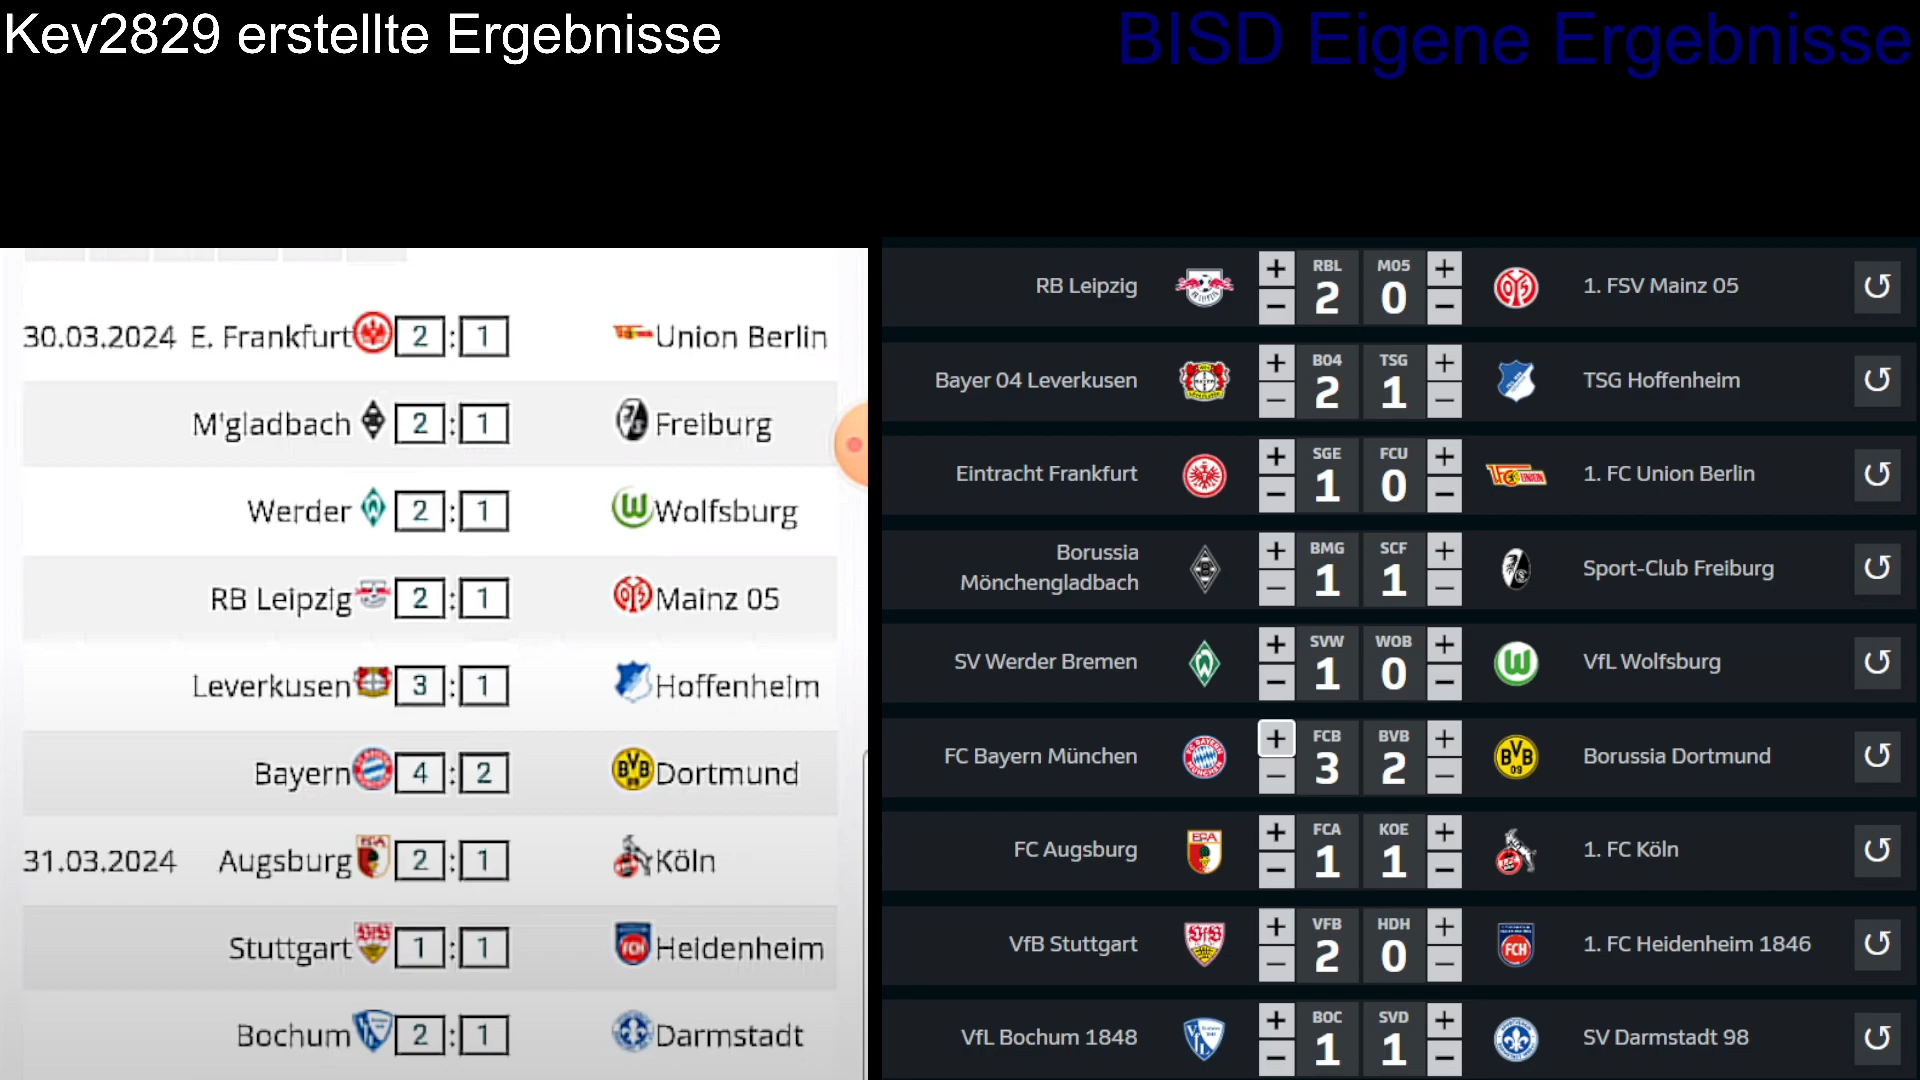 Kev2829 erstellte Ergebnisse
BISD Eigene Ergebnisse
30.03.2024 E. Frankfurt 2 : 1 Union Berlin
M'gladbach 2 : 1 Freiburg
Werder 2 : 1 Wolfsburg
RB Leipzig 2 : 1 Mainz 05
Leverkusen 3 : 1 Hoffenheim
Bayern 4 : 2 Dortmund
31.03.2024 Augsburg 2 : 1 Köln
Stuttgart 1 : 1 Heidenheim
Bochum 2 : 1 Darmstadt
RB Leipzig + − RBL 2 M05 0 + − 1. FSV Mainz 05
Bayer 04 Leverkusen + − B04 2 TSG 1 + − TSG Hoffenheim
Eintracht Frankfurt + − SGE 1 FCU 0 + − 1. FC Union Berlin
Borussia
Mönchengladbach + − BMG 1 SCF 1 + − Sport-Club Freiburg
SV Werder Bremen + − SVW 1 WOB 0 + − VfL Wolfsburg
FC Bayern München + − FCB 3 BVB 2 + − Borussia Dortmund
FC Augsburg + − FCA 1 KOE 1 + − 1. FC Köln
VfB Stuttgart + − VFB 2 HDH 0 + − 1. FC Heidenheim 1846
VfL Bochum 1848 + − BOC 1 SVD 1 + − SV Darmstadt 98